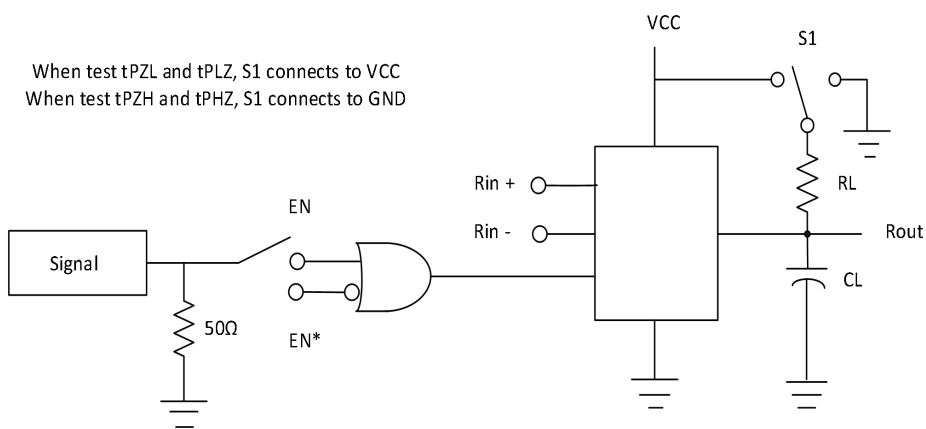 VCC
S1
When test tPZL and tPLZ, S1 connects to VCC
When test tPZH and tPHZ, S1 connects to GND
Rin +
RL
EN
Rin -
Rout
Signal
CL
50Ω
EN*